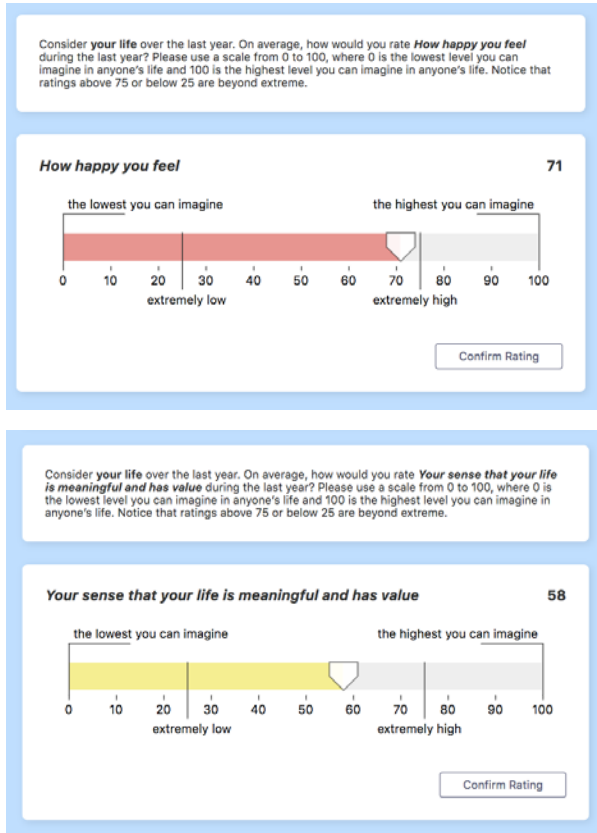 Consider your life over the last year. On average, how would you rate How happy you feel
during the last year? Please use a scale from 0 to 100, where 0 is the lowest level you can
imagine in anyone's life and 100 is the highest level you can imagine in anyone's life. Notice that
ratings above 75 or below 25 are beyond extreme.
How happy you feel 71
the lowest you can imagine the highest you can imagine
0 10 20 30 40 50 60 70 80 90 100
extremely low extremely high
Confirm Rating
Consider your life over the last year. On average, how would you rate Your sense that your life
is meaningful and has value during the last year? Please use a scale from 0 to 100, where 0 is
the lowest level you can imagine in anyone's life and 100 is the highest level you can imagine in
anyone's life. Notice that ratings above 75 or below 25 are beyond extreme.
Your sense that your life is meaningful and has value 58
the lowest you can imagine the highest you can imagine
0 10 20 30 40 50 60 70 80 90 100
extremely low extremely high
Confirm Rating